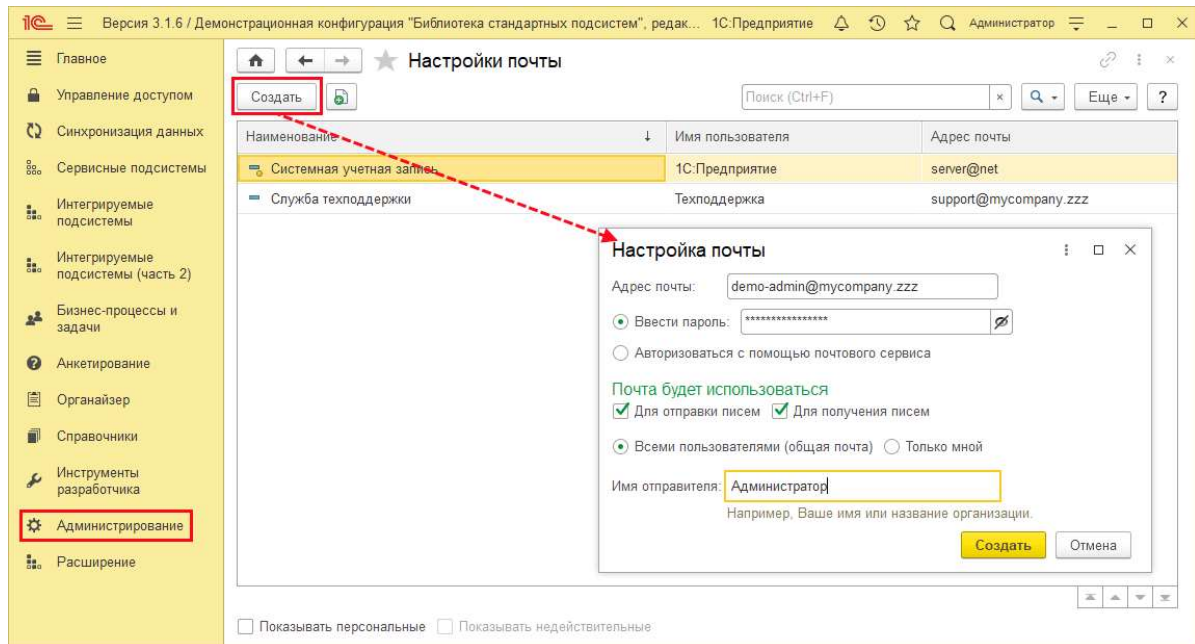 1С Версия 3.1.6 / Демонстрационная конфигурация "Библиотека стандартных подсистем", редак... 1С:Предприятие Администратор
Главное
Управление доступом
Синхронизация данных
Сервисные подсистемы
Интегрируемые
подсистемы
Интегрируемые
подсистемы (часть 2)
Бизнес-процессы и
задачи
Анкетирование
Органайзер
Справочники
Инструменты
разработчика
Администрирование
Расширение
Настройки почты
Создать Поиск (Ctrl+F) × Еще ?
Наименование ↓ Имя пользователя Адрес почты
Системная учетная запись 1С:Предприятие server@net
Служба техподдержки Техподдержка support@mycompany.zzz
Настройка почты
Адрес почты: demo-admin@mycompany.zzz
Ввести пароль: ****************
Авторизоваться с помощью почтового сервиса
Почта будет использоваться
Для отправки писем Для получения писем
Всеми пользователями (общая почта) Только мной
Имя отправителя: Администратор
Например, Ваше имя или название организации.
Создать Отмена
Показывать персональные Показывать недействительные